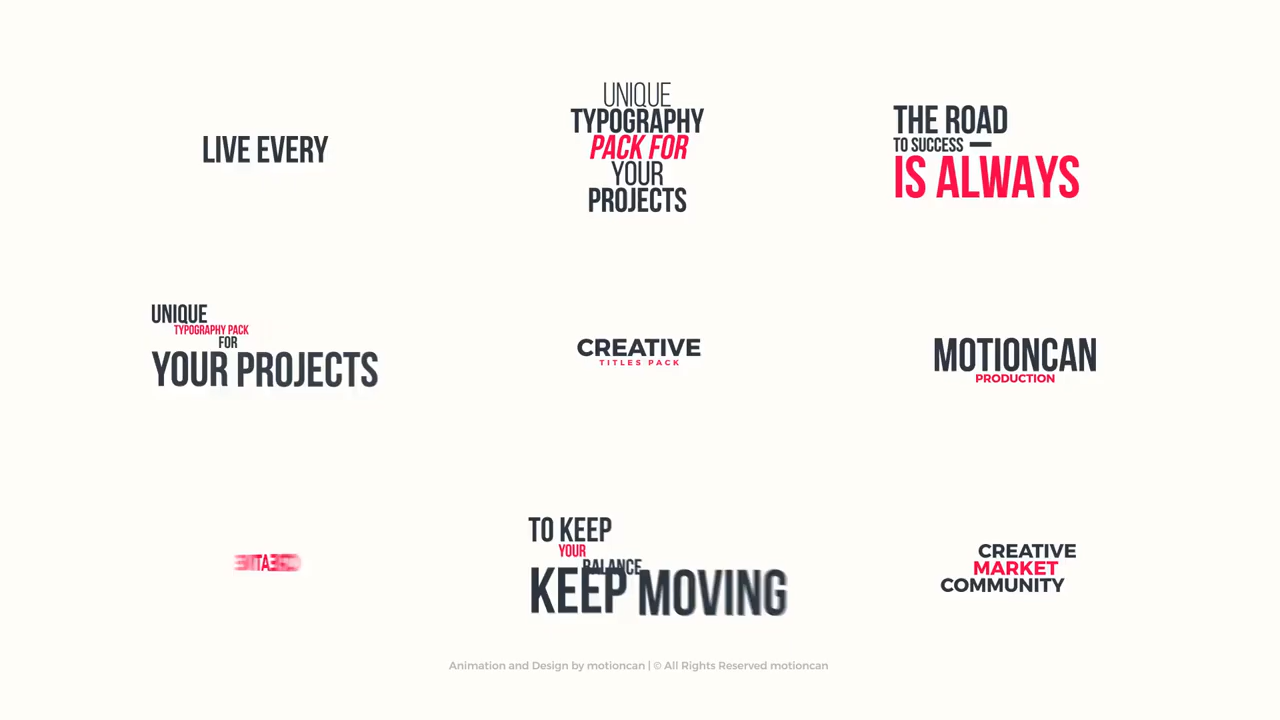 LIVE EVERY
UNIQUE
TYPOGRAPHY
PACK FOR
YOUR
PROJECTS
THE ROAD
TO SUCCESS
IS ALWAYS
UNIQUE
TYPOGRAPHY PACK
FOR
YOUR PROJECTS
CREATIVE
TITLES PACK
MOTIONCAN
PRODUCTION
TO KEEP
YOUR
BALANCE
KEEP MOVING
CREATIVE
MARKET
COMMUNITY
Animation and Design by motioncan | © All Rights Reserved motioncan